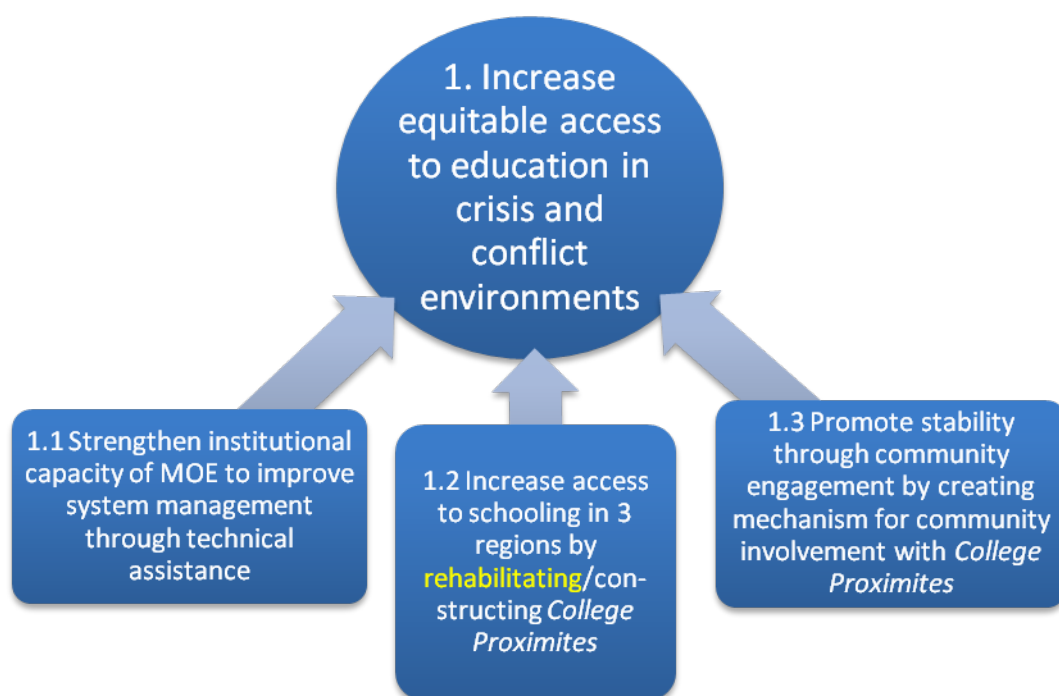 1. Increase
equitable access
to education in
crisis and
conflict
environments
1.1 Strengthen institutional
capacity of MOE to improve
system management
through technical
assistance
1.2 Increase access
to schooling in 3
regions by
rehabilitating/con-
structing College
Proximites
1.3 Promote stability
through community
engagement by creating
mechanism for community
involvement with College
Proximites